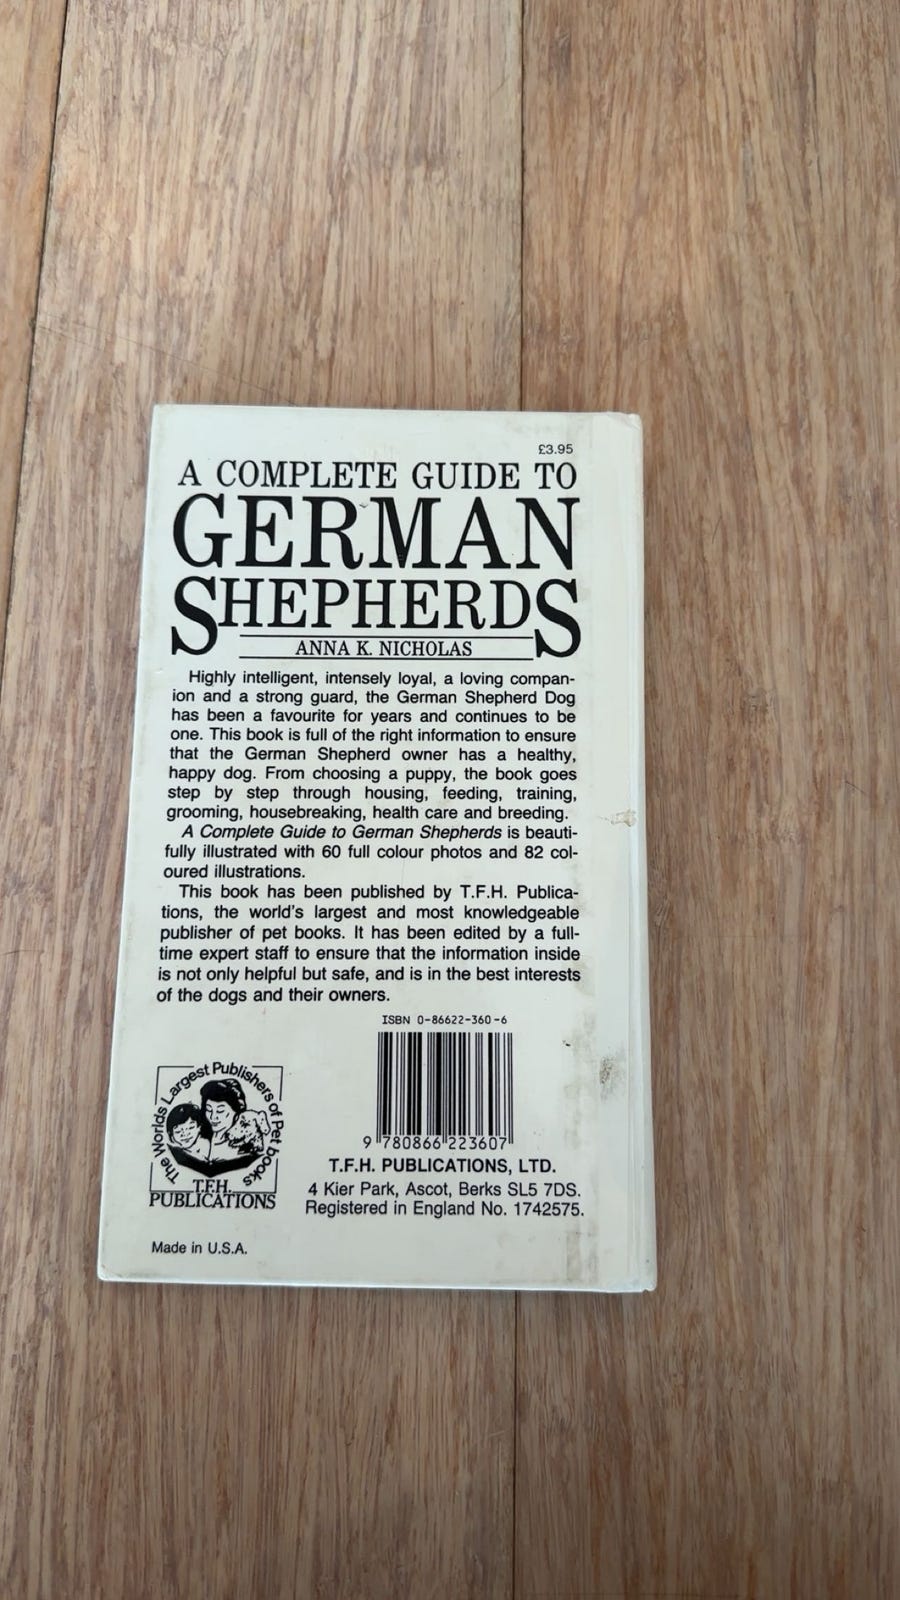 £3.95
A COMPLETE GUIDE TO
GERMAN
SHEPHERDS
ANNA K. NICHOLAS
Highly intelligent, intensely loyal, a loving compan-
ion and a strong guard, the German Shepherd Dog
has been a favourite for years and continues to be
one. This book is full of the right information to ensure
that the German Shepherd owner has a healthy,
happy dog. From choosing a puppy, the book goes
step by step through housing, feeding, training,
grooming, housebreaking, health care and breeding.
A Complete Guide to German Shepherds is beauti-
fully illustrated with 60 full colour photos and 82 col-
oured illustrations.
This book has been published by T.F.H. Publica-
tions, the world's largest and most knowledgeable
publisher of pet books. It has been edited by a full-
time expert staff to ensure that the information inside
is not only helpful but safe, and is in the best interests
of the dogs and their owners.
ISBN 0-86622-360-6
9 780866 223607
The Worlds Largest Publishers of Pet books
T.F.H.
PUBLICATIONS
T.F.H. PUBLICATIONS, LTD.
4 Kier Park, Ascot, Berks SL5 7DS.
Registered in England No. 1742575.
Made in U.S.A.